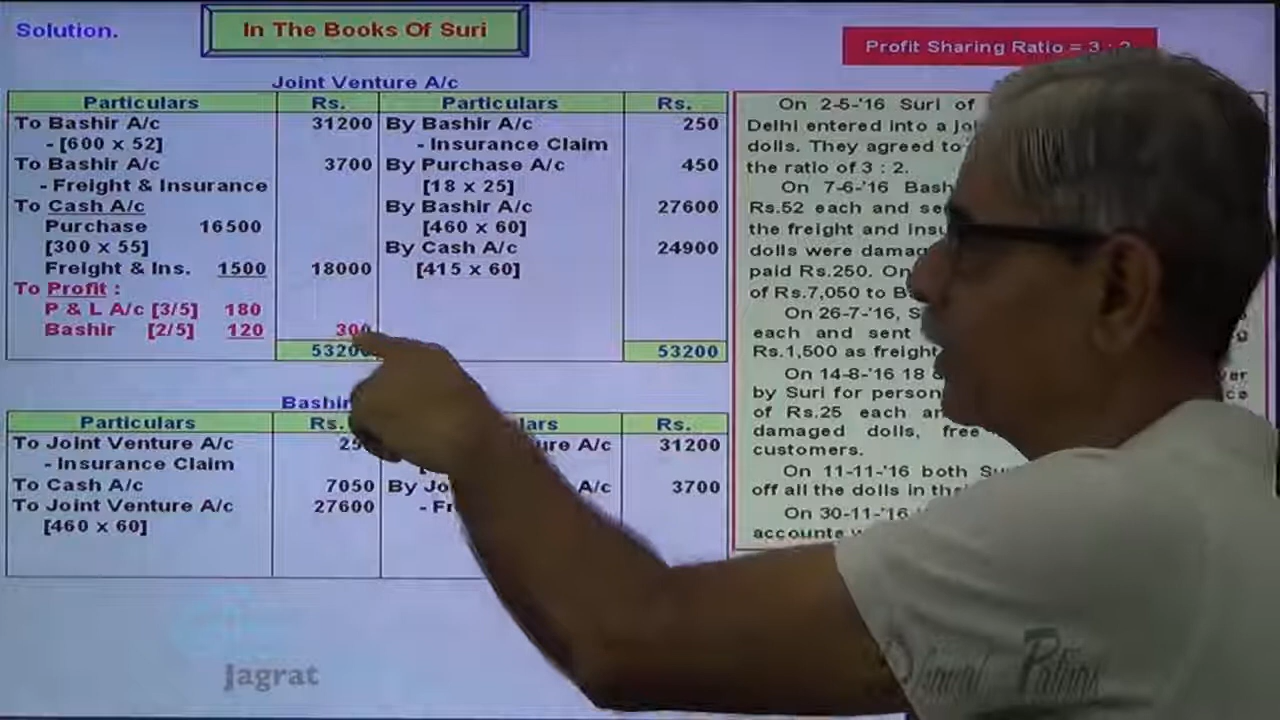 Solution.
In The Books Of Suri
Profit Sharing Ratio = 3 : 2
Joint Venture A/c
Particulars Rs. Particulars Rs.
To Bashir A/c 31200 By Bashir A/c 250
- [600 x 52] - Insurance Claim
To Bashir A/c 3700 By Purchase A/c 450
- Freight & Insurance [18 x 25]
To Cash A/c By Bashir A/c 27600
Purchase 16500 [460 x 60]
[300 x 55] By Cash A/c 24900
Freight & Ins. 1500 18000 [415 x 60]
To Profit :
P & L A/c [3/5] 180
Bashir [2/5] 120 300
53200 53200
Bashir
Particulars Rs. Rs.
To Joint Venture A/c 250 A/c 31200
- Insurance Claim
To Cash A/c 7050 By A/c 3700
To Joint Venture A/c 27600
[460 x 60]
On 2-5-'16 Suri of
Delhi entered into a
dolls. They agreed to
the ratio of 3 : 2.
On 7-6-'16
Rs.52 each and
the freight and
dolls were
paid Rs.250.
of Rs.7,050 to
On 26-7-'16,
each and sent
Rs.1,500 as freight
On 14-8-'16 18
by Suri for
of Rs.25 each
damaged dolls, free
customers.
On 11-11-'16 both
off all the dolls in
On 30-11-'16
Jagrat